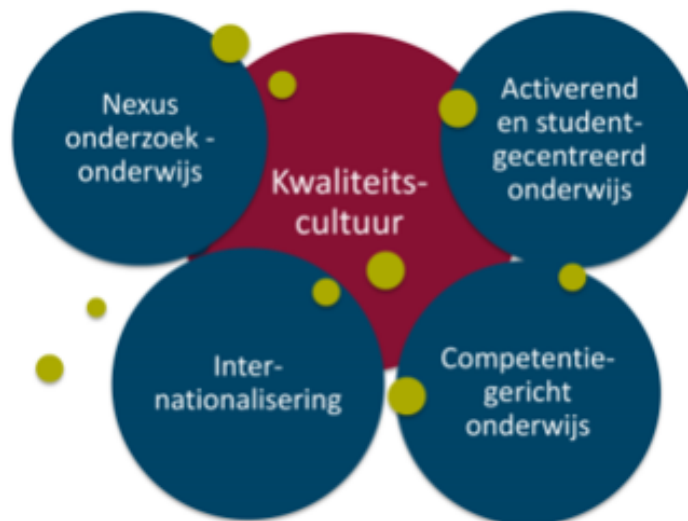 Nexus
onderzoek -
onderwijs
Kwaliteits-
cultuur
Activerend
en student-
gecentreerd
onderwijs
Inter-
nationalisering
Competentie-
gericht
onderwijs